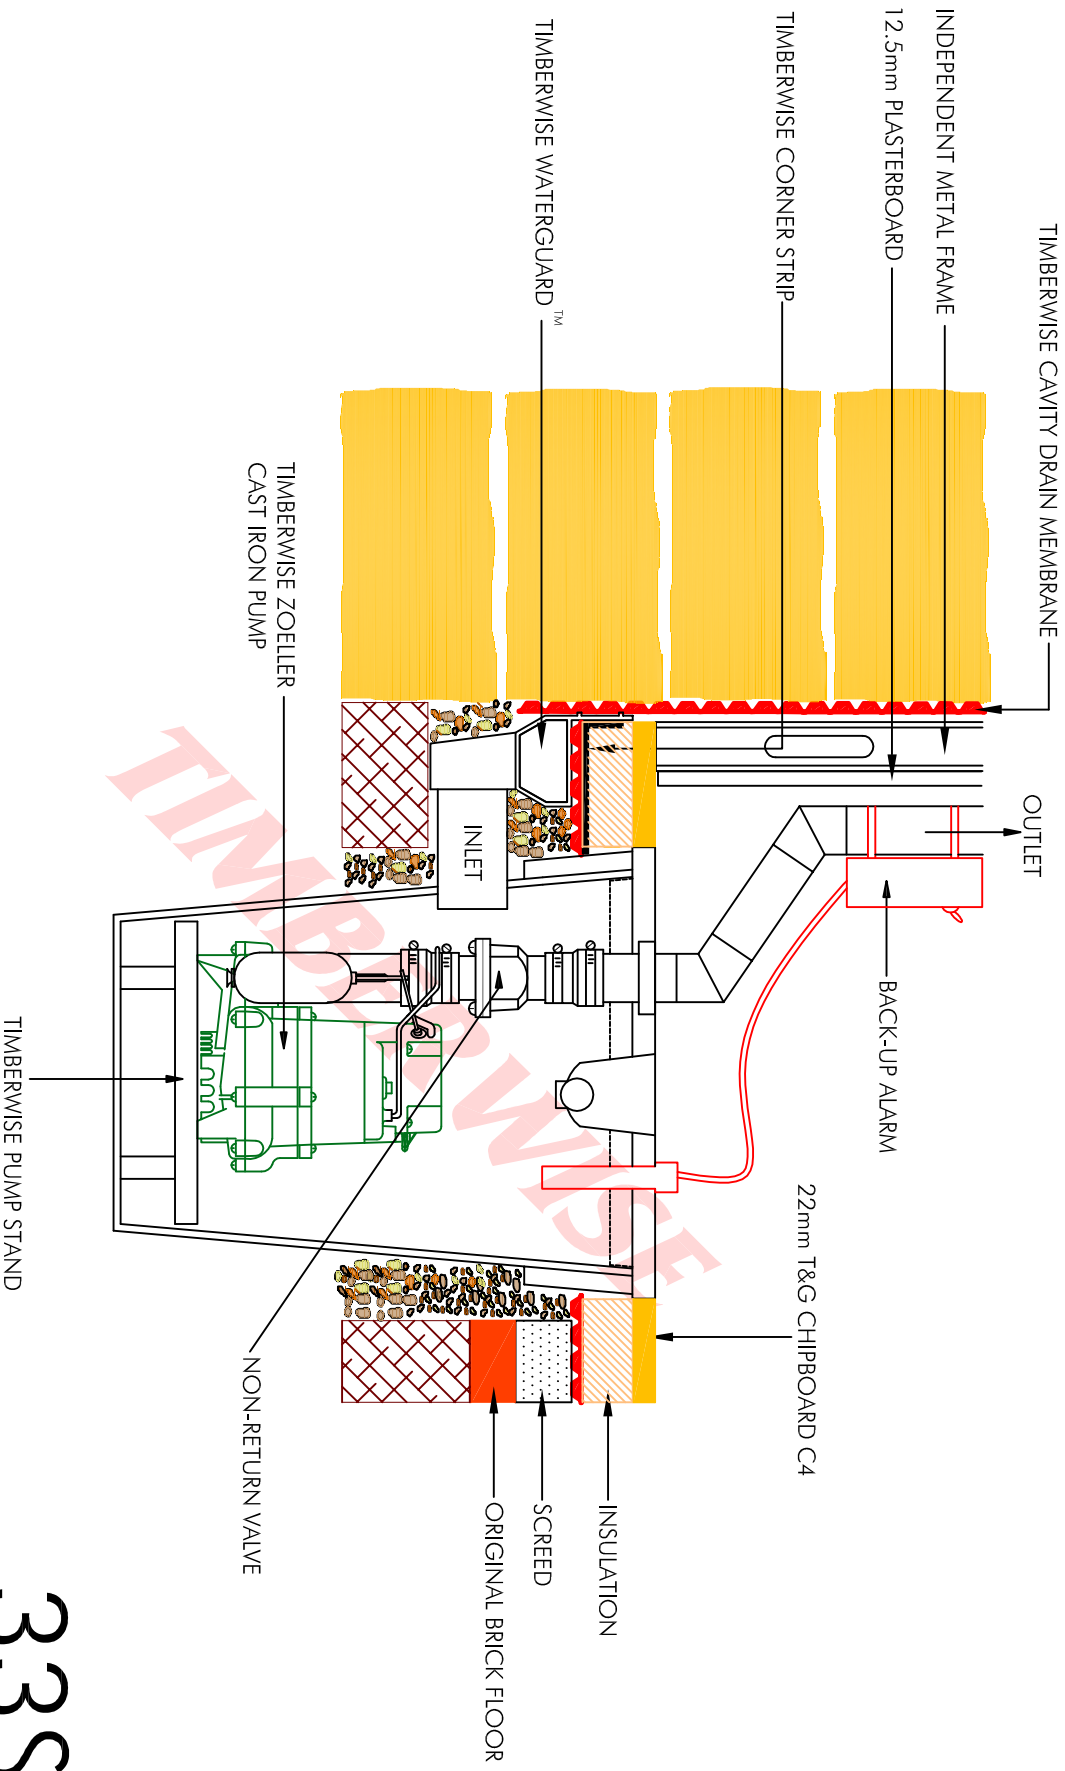 TIMBERWISE CAVITY DRAIN MEMBRANE
INDEPENDENT METAL FRAME
12.5mm PLASTERBOARD
TIMBERWISE CORNER STRIP
TIMBERWISE WATERGUARD™
TIMBERWISE ZOELLER
CAST IRON PUMP
OUTLET
BACK-UP ALARM
INLET
22mm T&G CHIPBOARD C4
INSULATION
SCREED
ORIGINAL BRICK FLOOR
NON-RETURN VALVE
TIMBERWISE PUMP STAND
TIMBERWISE
33S